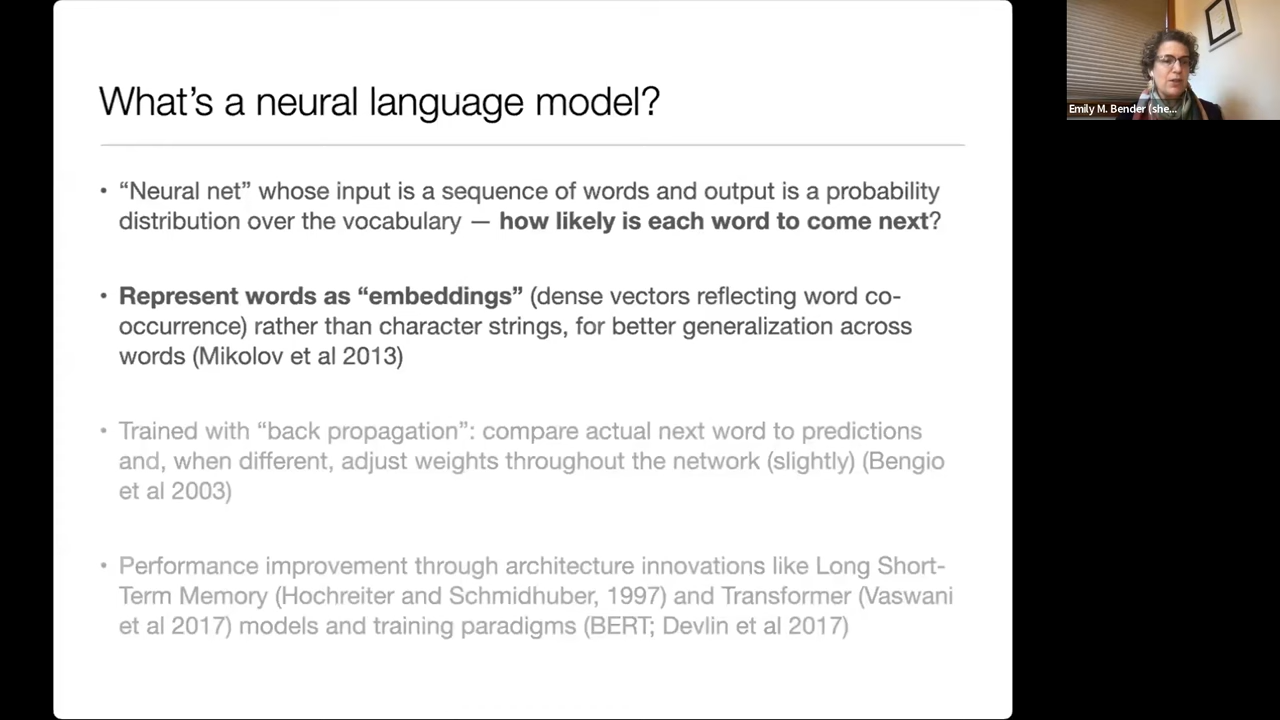 What's a neural language model?
• “Neural net” whose input is a sequence of words and output is a probability
distribution over the vocabulary — how likely is each word to come next?
• Represent words as “embeddings” (dense vectors reflecting word co-
occurrence) rather than character strings, for better generalization across
words (Mikolov et al 2013)
• Trained with “back propagation”: compare actual next word to predictions
and, when different, adjust weights throughout the network (slightly) (Bengio
et al 2003)
• Performance improvement through architecture innovations like Long Short-
Term Memory (Hochreiter and Schmidhuber, 1997) and Transformer (Vaswani
et al 2017) models and training paradigms (BERT; Devlin et al 2017)
Emily M. Bender (she...